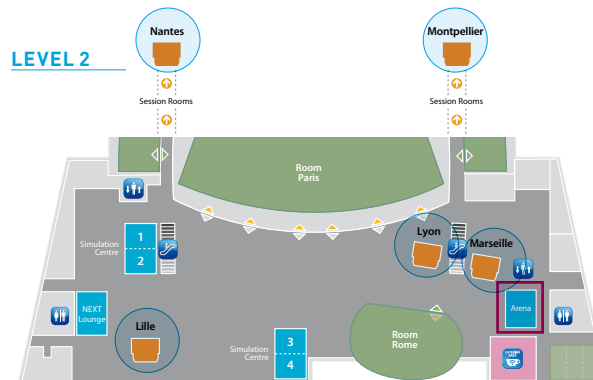 Nantes
Montpellier
LEVEL 2
Session Rooms
Session Rooms
Room
Paris
Lyon
Marseille
Simulation
Centre
1
2
NEXT
Lounge
Lille
Arena
Room
Rome
Simulation
Centre
3
4